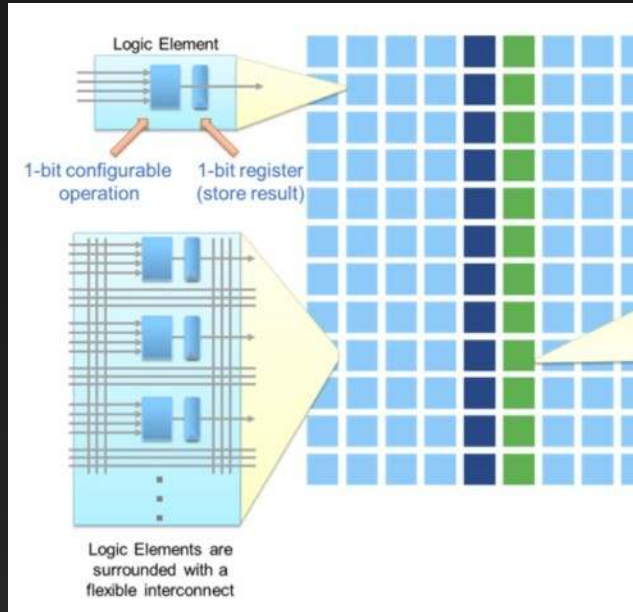 Logic Element
1-bit configurable
operation
1-bit register
(store result)
Logic Elements are
surrounded with a
flexible interconnect